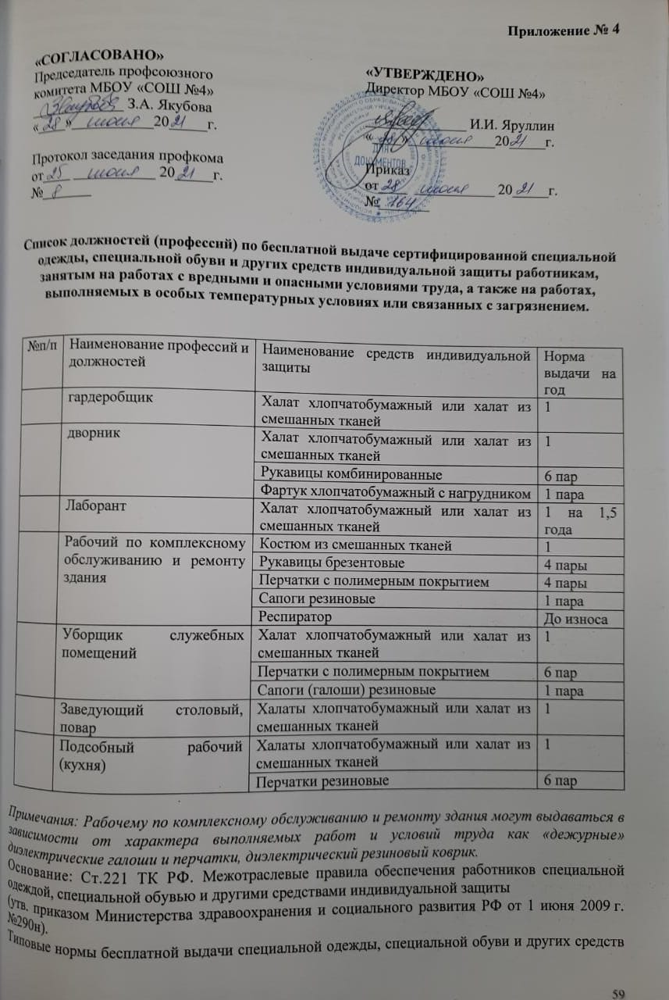 Приложение № 4
«СОГЛАСОВАНО»
Председатель профсоюзного
комитета МБОУ «СОШ №4»
З.А. Якубова
« 28 » июня 20 21 г.
Протокол заседания профкома
от 25 июня 20 21 г.
№ 8
«УТВЕРЖДЕНО»
Директор МБОУ «СОШ №4»
И.И. Яруллин
« 28 » июня 20 21 г.
ДЛЯ
ДОКУМЕНТОВ
Приказ
от 28 июня 20 21 г.
№ 164
Список должностей (профессий) по бесплатной выдаче сертифицированной специальной
одежды, специальной обуви и других средств индивидуальной защиты работникам,
занятым на работах с вредными и опасными условиями труда, а также на работах,
выполняемых в особых температурных условиях или связанных с загрязнением.
№п/п Наименование профессий и должностей Наименование средств индивидуальной защиты Норма выдачи на год
гардеробщик Халат хлопчатобумажный или халат из 1
смешанных тканей
дворник Халат хлопчатобумажный или халат из 1
смешанных тканей
Рукавицы комбинированные 6 пар
Фартук хлопчатобумажный с нагрудником 1 пара
Лаборант Халат хлопчатобумажный или халат из 1 на 1,5
смешанных тканей года
Рабочий по комплексному Костюм из смешанных тканей 1
обслуживанию и ремонту Рукавицы брезентовые 4 пары
здания Перчатки с полимерным покрытием 4 пары
Сапоги резиновые 1 пара
Респиратор До износа
Уборщик служебных Халат хлопчатобумажный или халат из 1
помещений смешанных тканей
Перчатки с полимерным покрытием 6 пар
Сапоги (галоши) резиновые 1 пара
Заведующий столовый, Халаты хлопчатобумажный или халат из 1
повар смешанных тканей
Подсобный рабочий Халаты хлопчатобумажный или халат из 1
(кухня) смешанных тканей
Перчатки резиновые 6 пар
Примечания: Рабочему по комплексному обслуживанию и ремонту здания могут выдаваться в
зависимости от характера выполняемых работ и условий труда как «дежурные»
диэлектрические галоши и перчатки, диэлектрический резиновый коврик.
Основание: Ст.221 ТК РФ. Межотраслевые правила обеспечения работников специальной
одеждой, специальной обувью и другими средствами индивидуальной защиты
(утв. приказом Министерства здравоохранения и социального развития РФ от 1 июня 2009 г.
№290н).
Типовые нормы бесплатной выдачи специальной одежды, специальной обуви и других средств
59